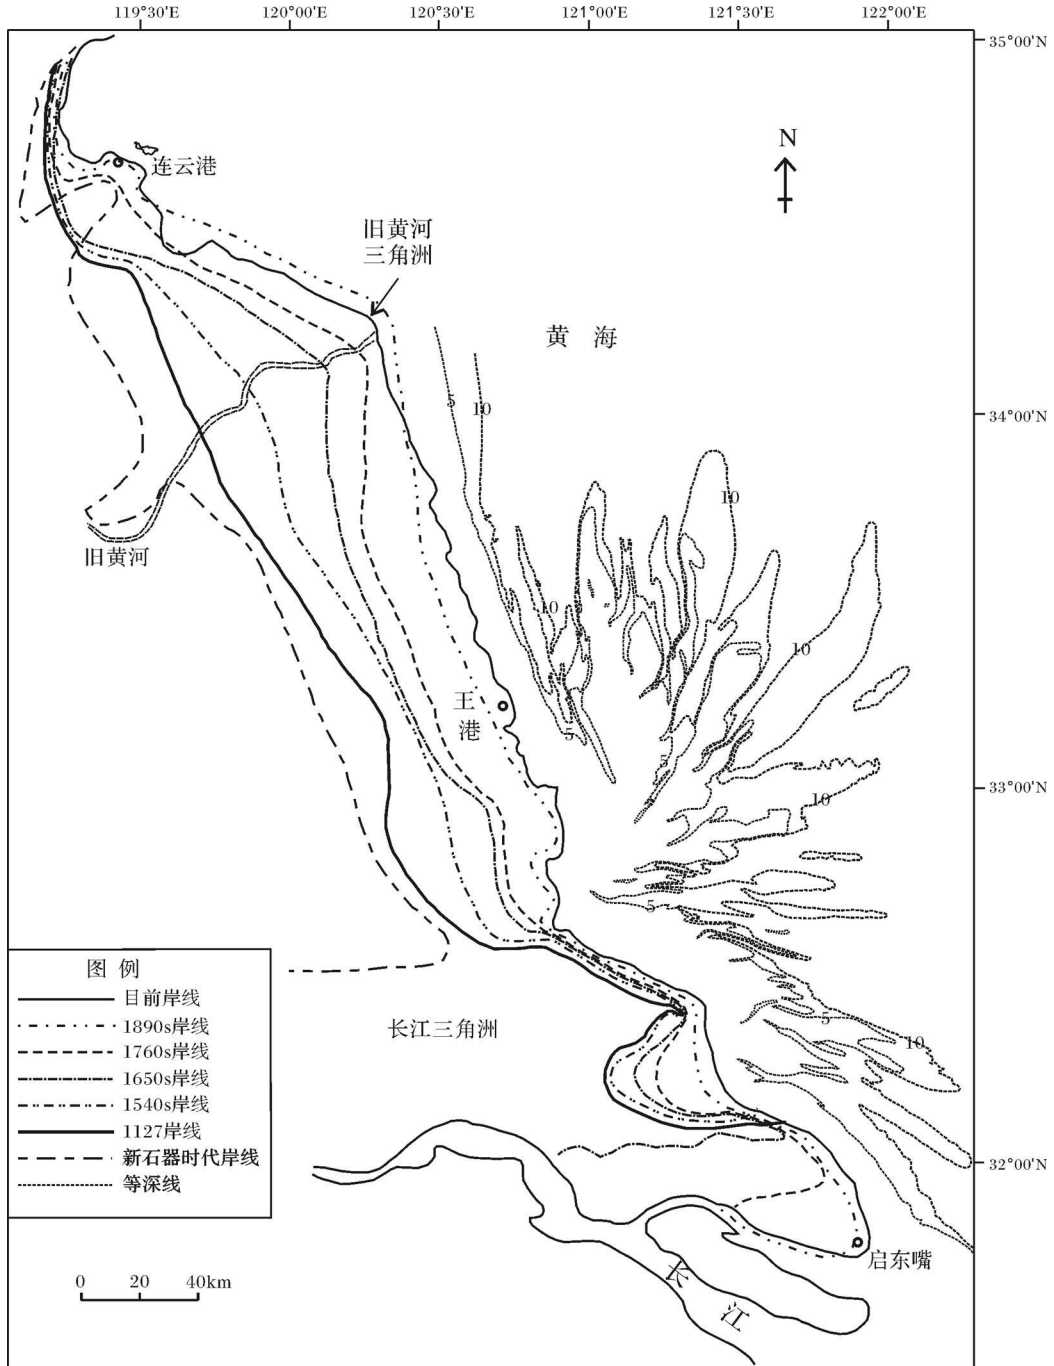 119°30′E 120°00′E 120°30′E 121°00′E 121°30′E 122°00′E
35°00′N
N
连云港
旧黄河
三角洲
黄 海
5
10
34°00′N
10
旧黄河
10
10
王
港
5
5
33°00′N
10
5
图 例
目前岸线
1890s岸线
1760s岸线
1650s岸线
1540s岸线
1127岸线
新石器时代岸线
等深线
长江三角洲
5
10
32°00′N
启东嘴
长
江
0 20 40km